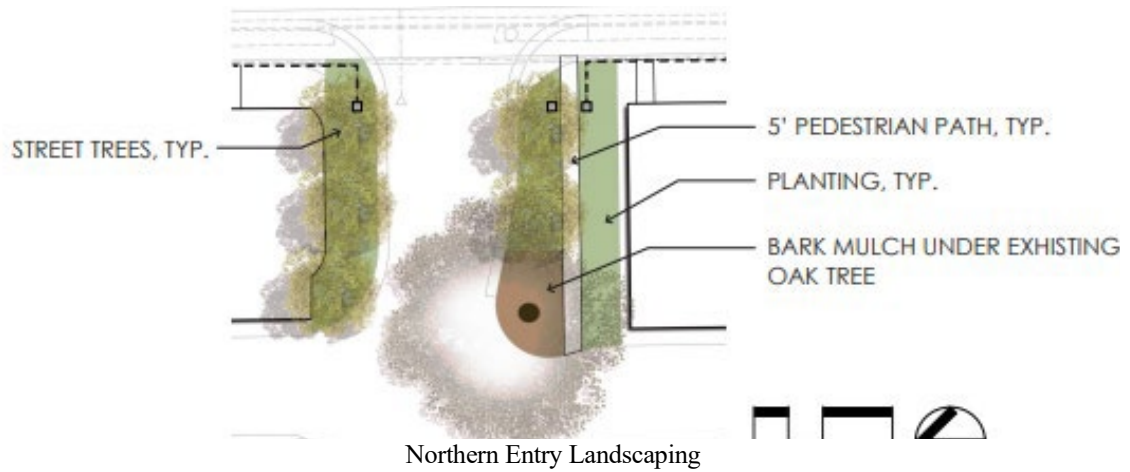 STREET TREES, TYP.
5' PEDESTRIAN PATH, TYP.
PLANTING, TYP.
BARK MULCH UNDER EXHISTING
OAK TREE
Northern Entry Landscaping